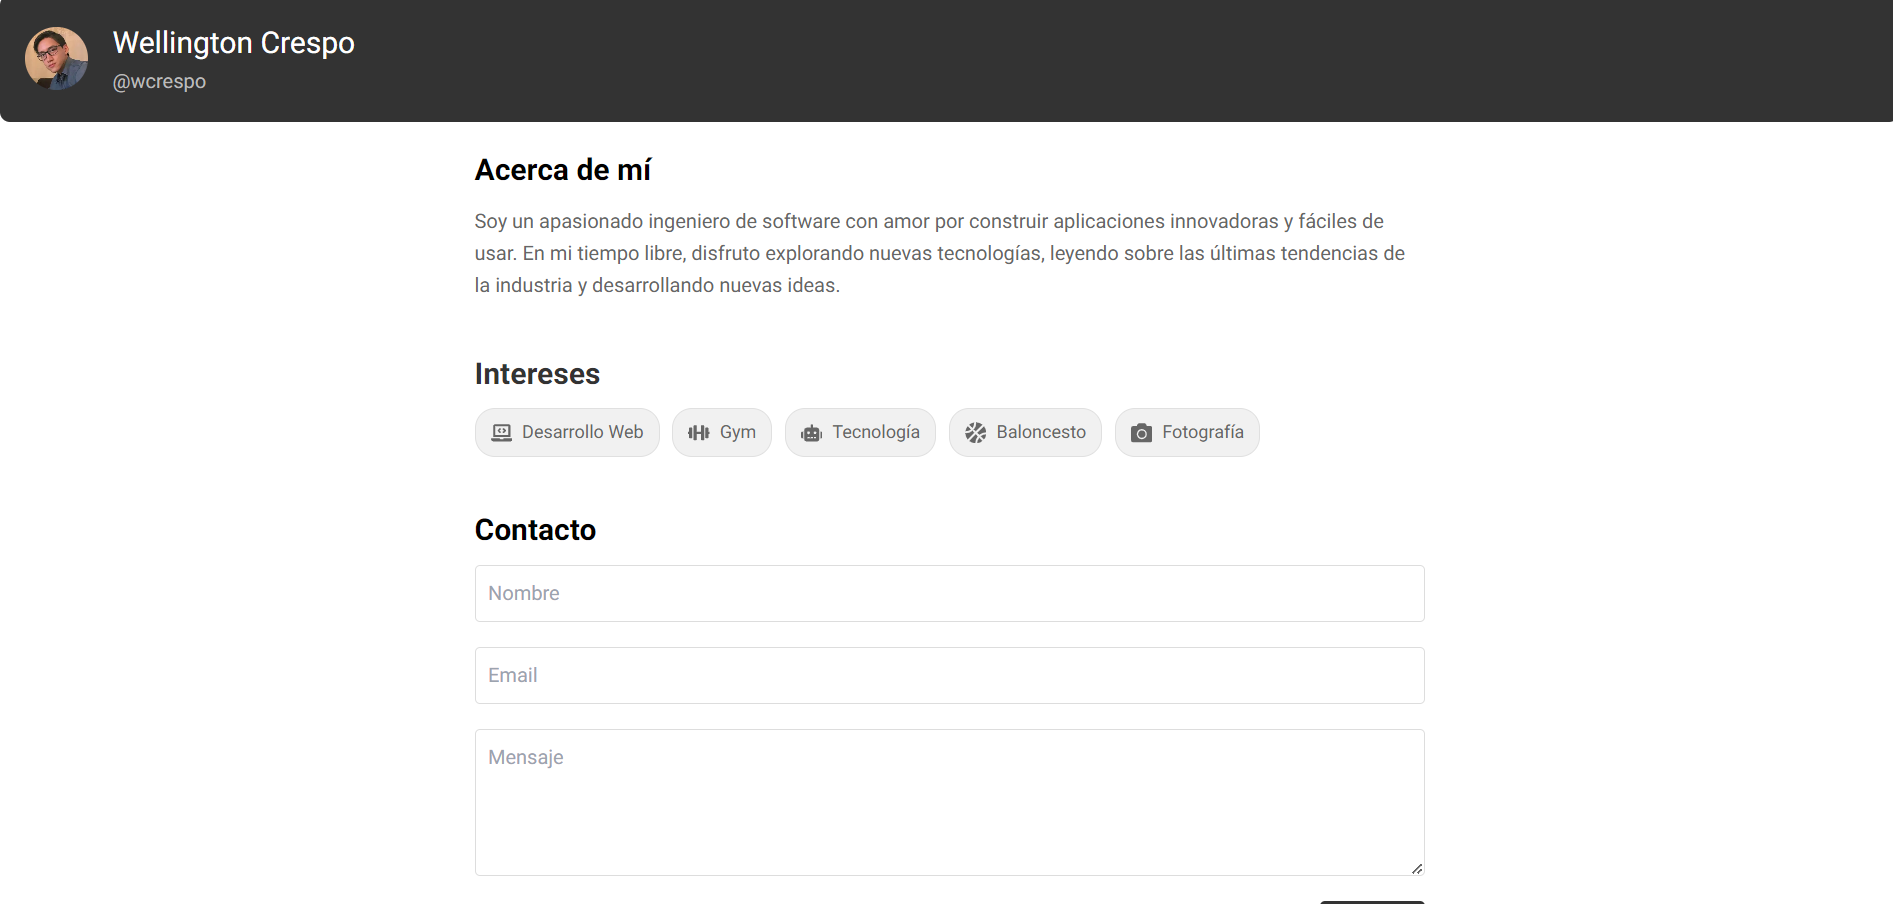 Wellington Crespo
@wcrespo
Acerca de mí
Soy un apasionado ingeniero de software con amor por construir aplicaciones innovadoras y fáciles de
usar. En mi tiempo libre, disfruto explorando nuevas tecnologías, leyendo sobre las últimas tendencias de
la industria y desarrollando nuevas ideas.
Intereses
Desarrollo Web Gym Tecnología Baloncesto Fotografía
Contacto
Nombre
Email
Mensaje